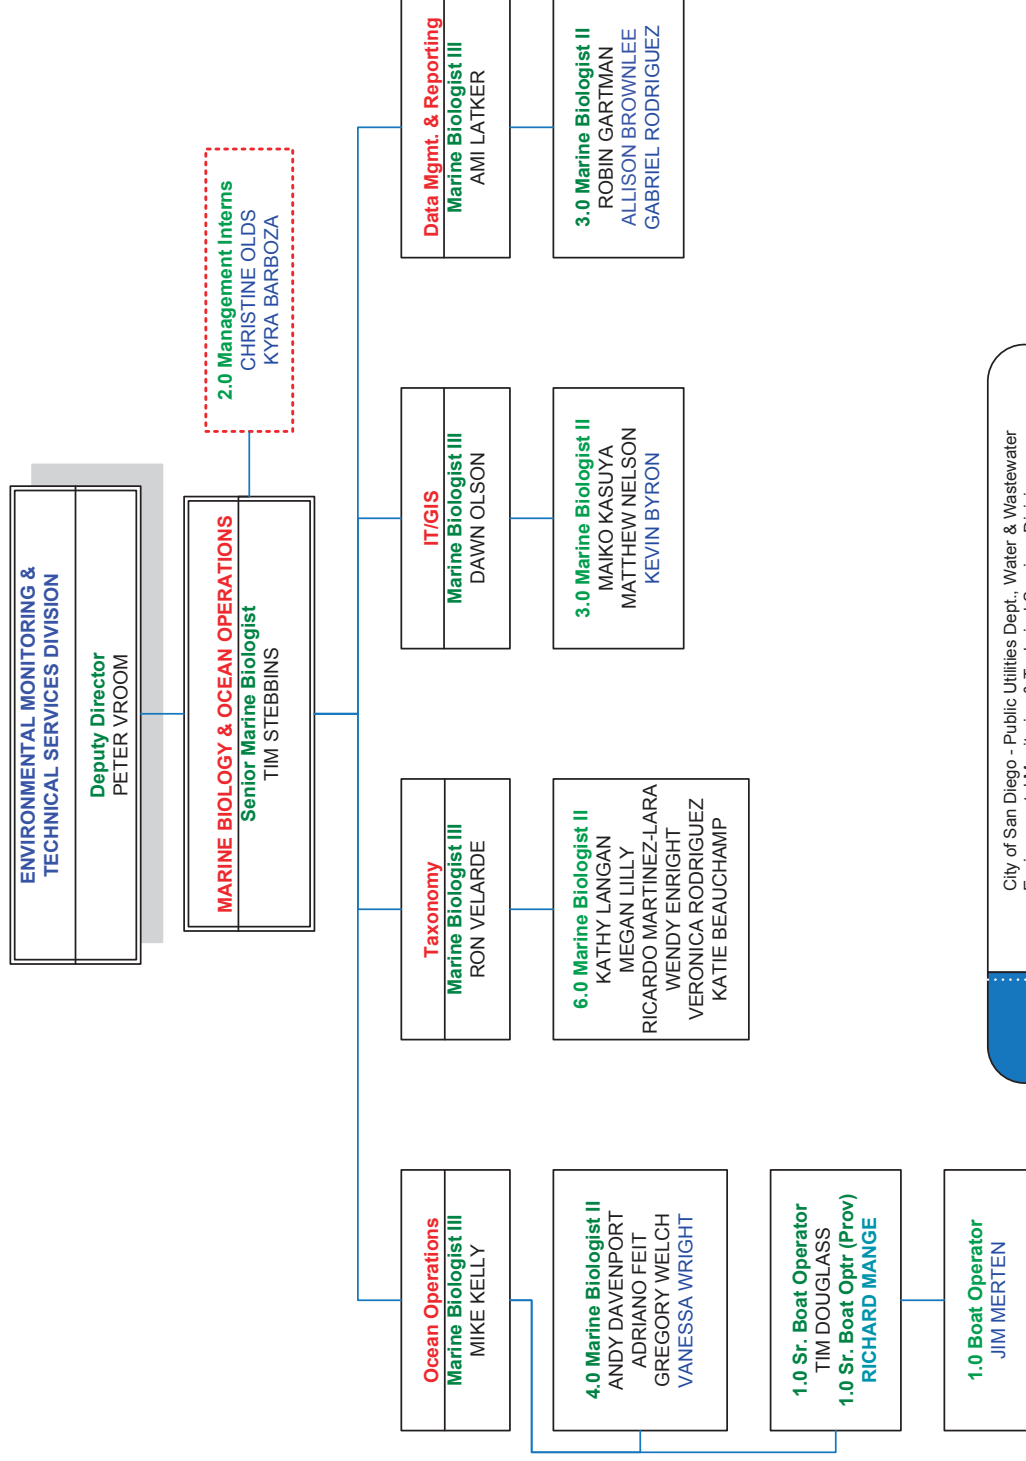 ENVIRONMENTAL MONITORING &
TECHNICAL SERVICES DIVISION
Deputy Director
PETER VROOM
MARINE BIOLOGY & OCEAN OPERATIONS
Senior Marine Biologist
TIM STEBBINS
2.0 Management Interns
CHRISTINE OLDS
KYRA BARBOZA
Ocean Operations
Marine Biologist III
MIKE KELLY
4.0 Marine Biologist II
ANDY DAVENPORT
ADRIANO FEIT
GREGORY WELCH
VANESSA WRIGHT
1.0 Sr. Boat Operator
TIM DOUGLASS
1.0 Sr. Boat Optr (Prov)
RICHARD MANGE
1.0 Boat Operator
JIM MERTEN
Taxonomy
Marine Biologist III
RON VELARDE
6.0 Marine Biologist II
KATHY LANGAN
MEGAN LILLY
RICARDO MARTINEZ-LARA
WENDY ENRIGHT
VERONICA RODRIGUEZ
KATIE BEAUCHAMP
IT/GIS
Marine Biologist III
DAWN OLSON
3.0 Marine Biologist II
MAIKO KASUYA
MATTHEW NELSON
KEVIN BYRON
Data Mgmt. & Reporting
Marine Biologist III
AMI LATKER
3.0 Marine Biologist II
ROBIN GARTMAN
ALLISON BROWNLEE
GABRIEL RODRIGUEZ
City of San Diego - Public Utilities Dept., Water & Wastewater